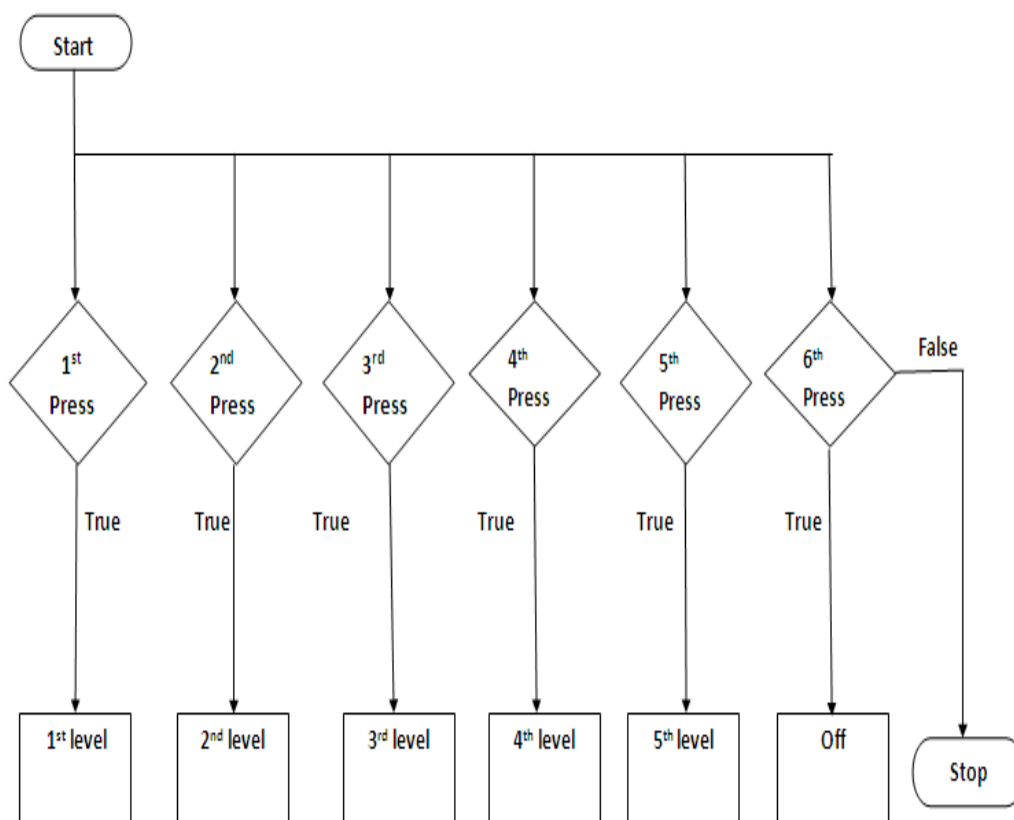 Start
1st
Press
2nd
Press
3rd
Press
4th
Press
5th
Press
6th
Press
False
True
True
True
True
True
True
1st level
2nd level
3rd level
4th level
5th level
Off
Stop